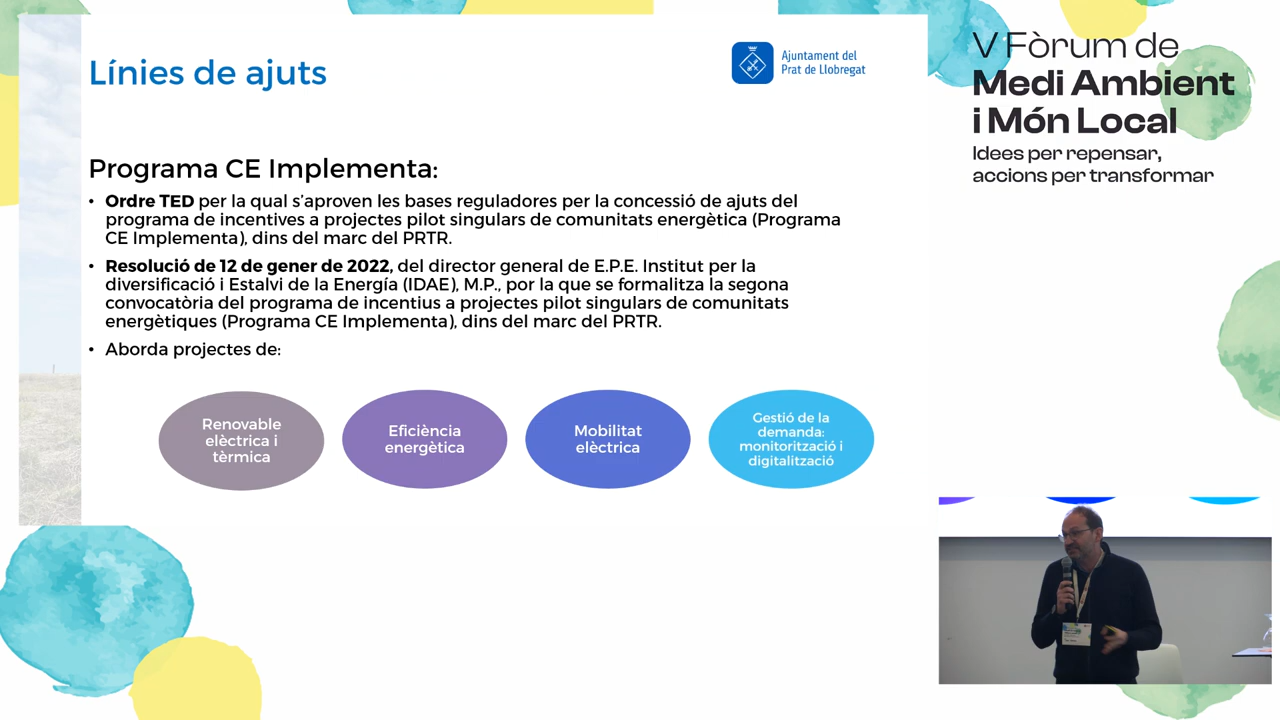 Línies de ajuts
Ajuntament del
Prat de Llobregat
Programa CE Implementa:
• Ordre TED per la qual s'aproven les bases reguladores per la concessió de ajuts del
programa de incentives a projectes pilot singulars de comunitats energètica (Programa
CE Implementa), dins del marc del PRTR.
• Resolució de 12 de gener de 2022, del director general de E.P.E. Institut per la
diversificació i Estalvi de la Energía (IDAE), M.P., por la que se formalitza la segona
convocatòria del programa de incentius a projectes pilot singulars de comunitats
energètiques (Programa CE Implementa), dins del marc del PRTR.
• Aborda projectes de:
Renovable
elèctrica i
tèrmica
Eficiència
energètica
Mobilitat
elèctrica
Gestió de la
demanda:
monitorització i
digitalització
V Fòrum de
Medi Ambient
i Món Local
Idees per repensar,
accions per transformar